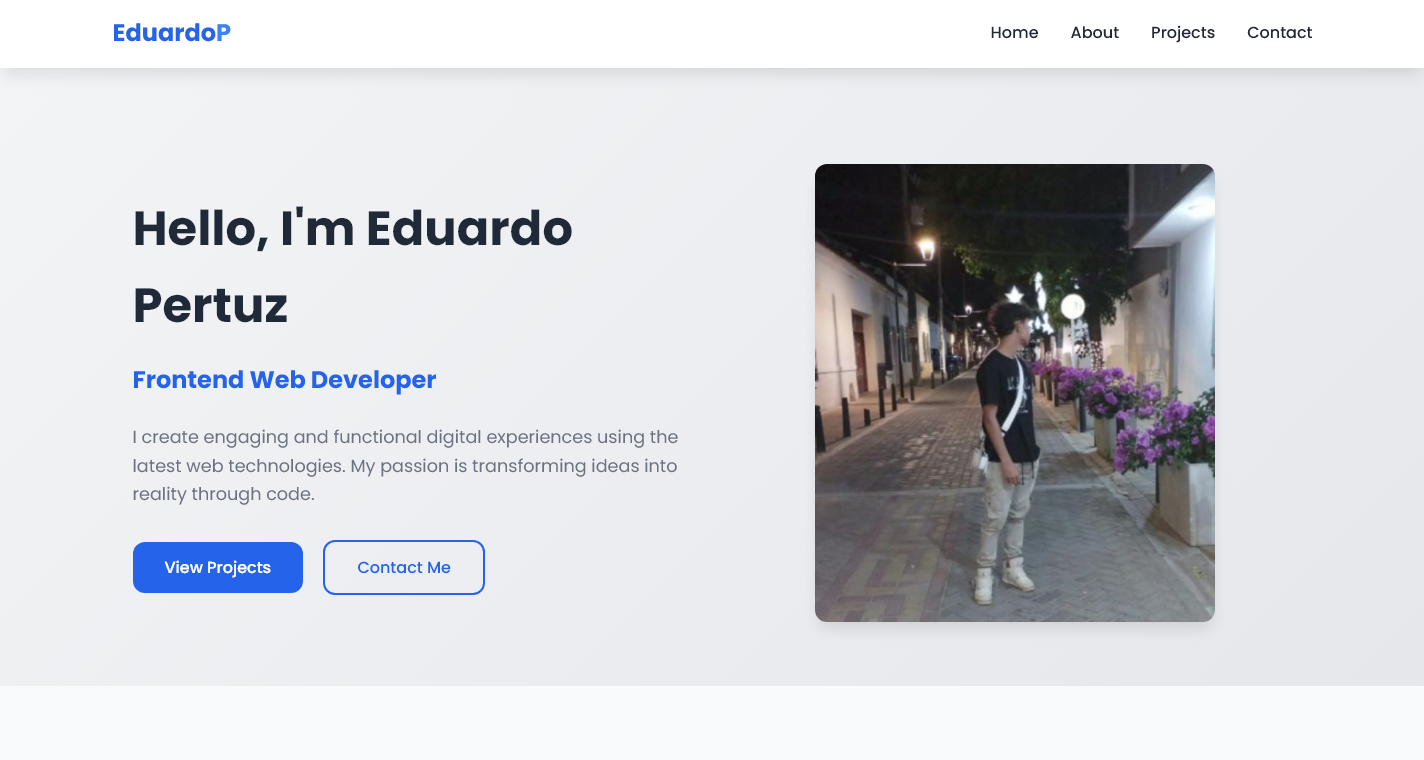 EduardoP
Home
About
Projects
Contact
Hello, I'm Eduardo
Pertuz
Frontend Web Developer
I create engaging and functional digital experiences using the
latest web technologies. My passion is transforming ideas into
reality through code.
View Projects
Contact Me